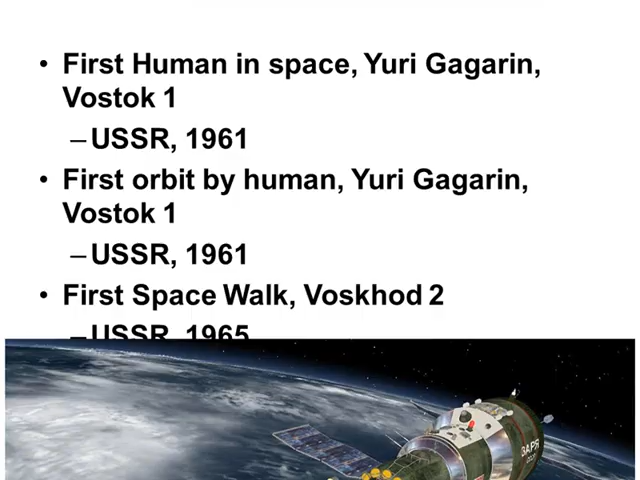 • First Human in space, Yuri Gagarin,
Vostok 1
– USSR, 1961
• First orbit by human, Yuri Gagarin,
Vostok 1
– USSR, 1961
• First Space Walk, Voskhod 2
– USSR, 1965